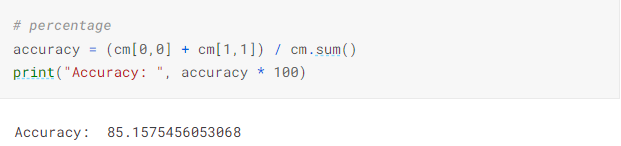 # percentage
accuracy = (cm[0,0] + cm[1,1]) / cm.sum()
print("Accuracy: ", accuracy * 100)
Accuracy:  85.1575456053068